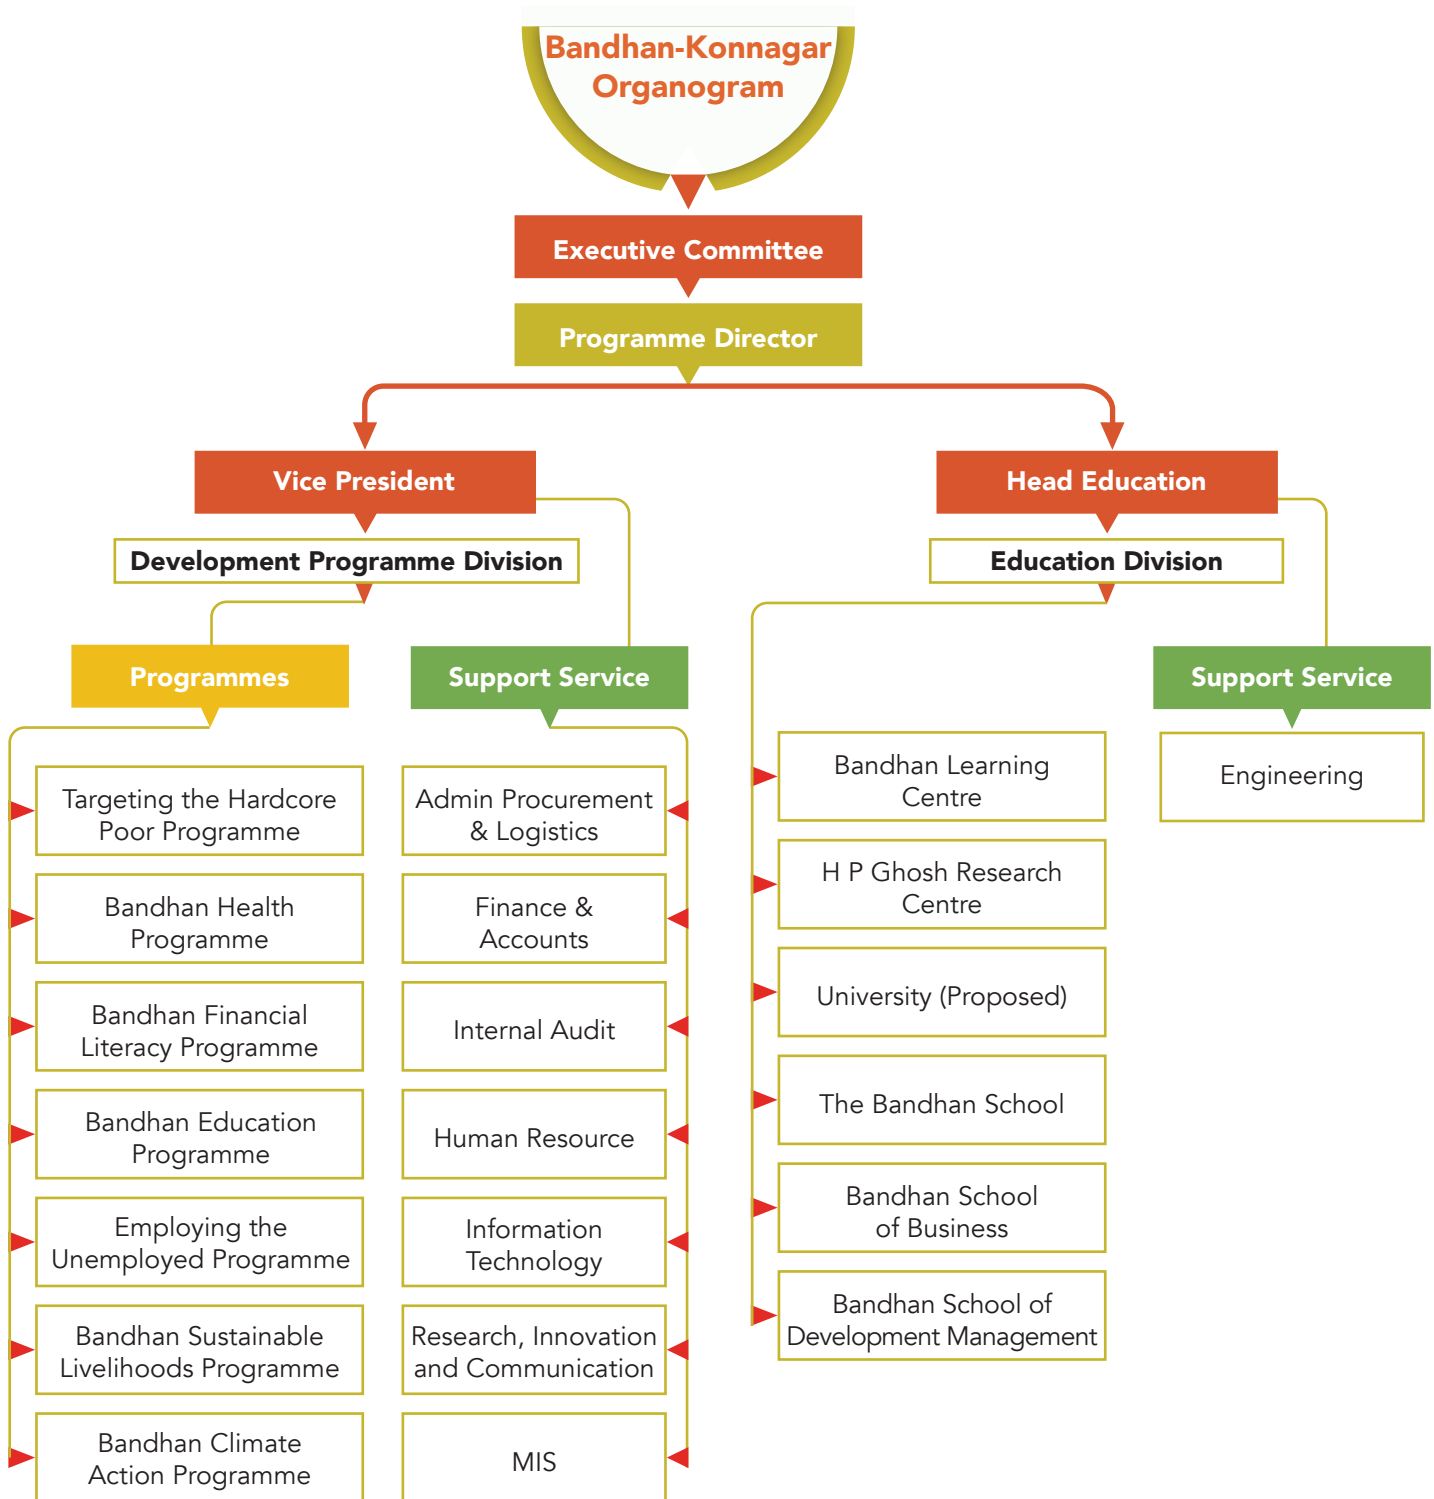 Bandhan-Konnagar
Organogram
Executive Committee
Programme Director
Vice President
Head Education
Development Programme Division
Education Division
Programmes
Support Service
Support Service
Targeting the Hardcore
Poor Programme
Bandhan Health
Programme
Bandhan Financial
Literacy Programme
Bandhan Education
Programme
Employing the
Unemployed Programme
Bandhan Sustainable
Livelihoods Programme
Bandhan Climate
Action Programme
Admin Procurement
& Logistics
Finance &
Accounts
Internal Audit
Human Resource
Information
Technology
Research, Innovation
and Communication
MIS
Bandhan Learning
Centre
H P Ghosh Research
Centre
University (Proposed)
The Bandhan School
Bandhan School
of Business
Bandhan School of
Development Management
Engineering